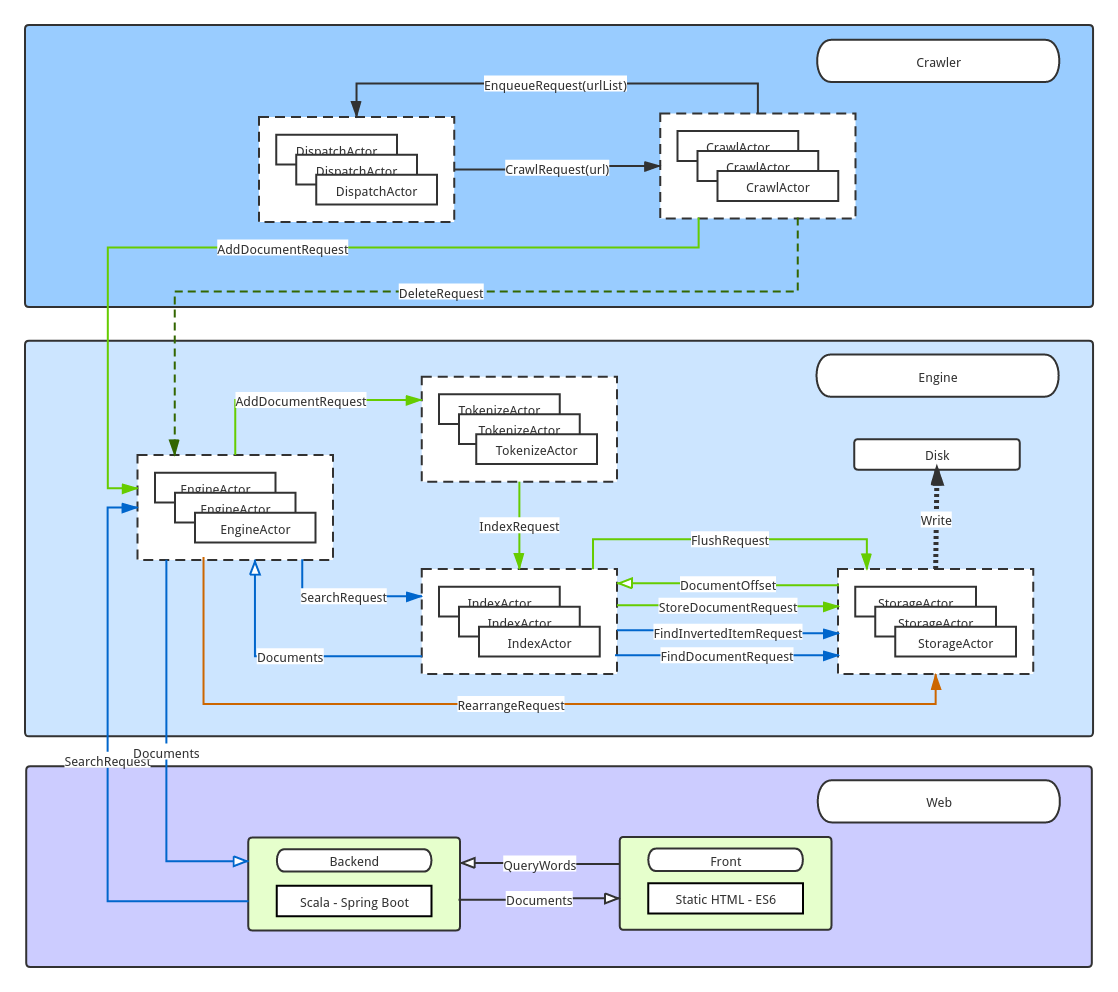 Crawler
EnqueueRequest(urlList)
DispatchActor
DispatchActor
DispatchActor
CrawlRequest(url)
CrawlActor
CrawlActor
CrawlActor
AddDocumentRequest
DeleteRequest
Engine
AddDocumentRequest
TokenizeActor
TokenizeActor
TokenizeActor
Disk
EngineActor
EngineActor
EngineActor
IndexRequest
Write
FlushRequest
SearchRequest
IndexActor
IndexActor
IndexActor
DocumentOffset
StoreDocumentRequest
FindInvertedItemRequest
FindDocumentRequest
StorageActor
StorageActor
StorageActor
Documents
RearrangeRequest
Documents
SearchRequest
Web
Backend
Scala - Spring Boot
QueryWords
Documents
Front
Static HTML - ES6